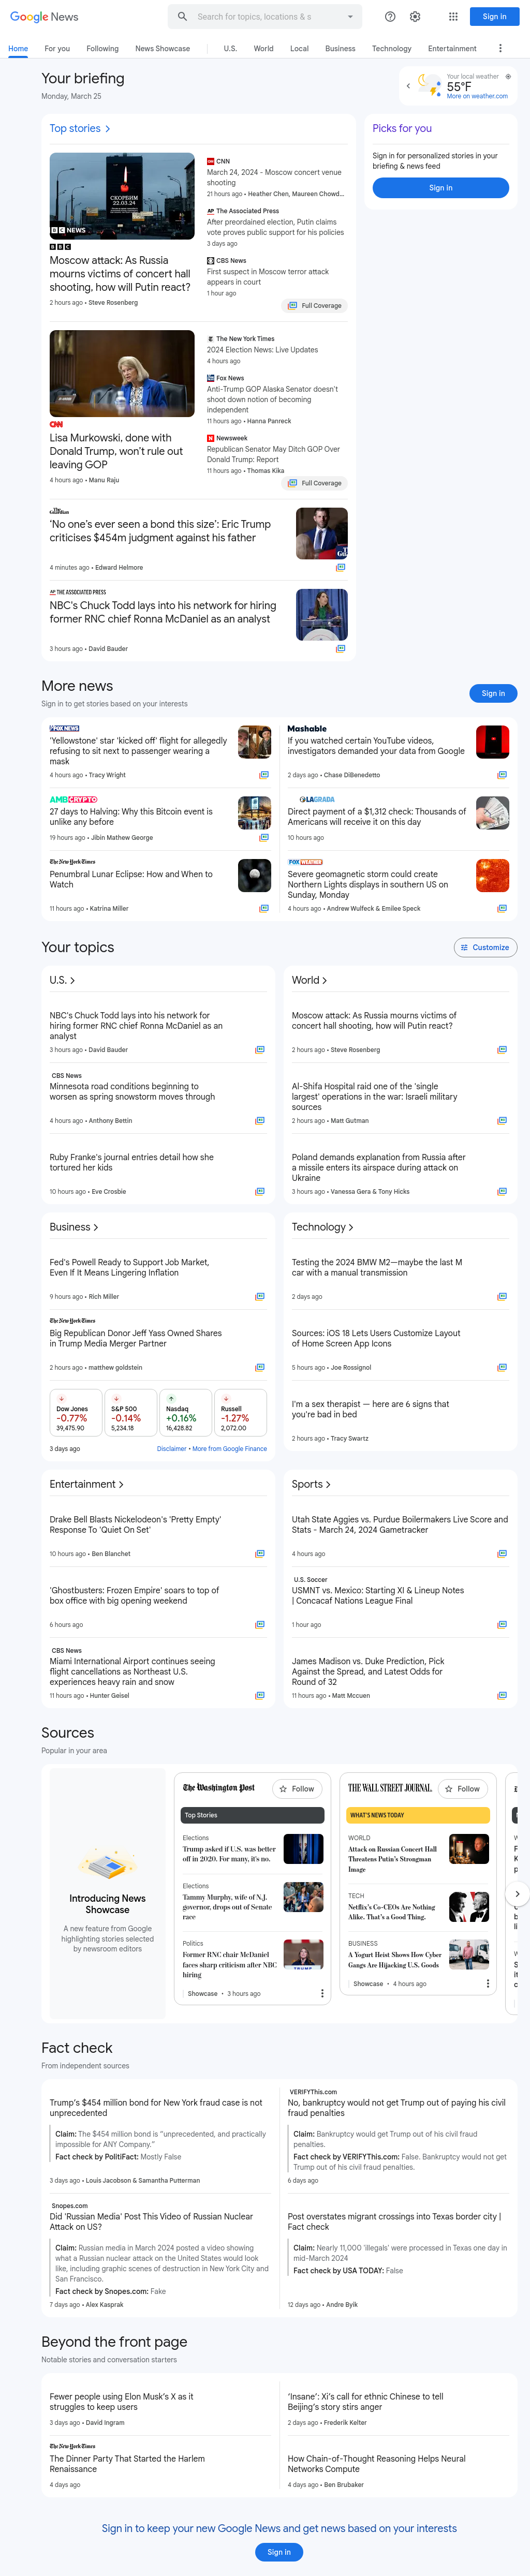 Google News
Search for topics, locations & s
Sign in
Home
For you
Following
News Showcase
U.S.
World
Local
Business
Technology
Entertainment
Your briefing
Monday, March 25
Your local weather
55°F
More on weather.com
Top stories
BBC NEWS
СКОРБИМ
22.03.24
BBC
Moscow attack: As Russia
mourns victims of concert hall
shooting, how will Putin react?
2 hours ago • Steve Rosenberg
CNN
March 24, 2024 - Moscow concert venue
shooting
21 hours ago • Heather Chen, Maureen Chowd...
The Associated Press
After preordained election, Putin claims
vote proves public support for his policies
3 days ago
CBS News
First suspect in Moscow terror attack
appears in court
1 hour ago
Full Coverage
Picks for you
Sign in for personalized stories in your
briefing & news feed
Sign in
CNN
Lisa Murkowski, done with
Donald Trump, won't rule out
leaving GOP
4 hours ago • Manu Raju
The New York Times
2024 Election News: Live Updates
4 hours ago
Fox News
Anti-Trump GOP Alaska Senator doesn't
shoot down notion of becoming
independent
11 hours ago • Hanna Panreck
Newsweek
Republican Senator May Ditch GOP Over
Donald Trump: Report
11 hours ago • Thomas Kika
Full Coverage
The Guardian
'No one's ever seen a bond this size': Eric Trump
criticises $454m judgment against his father
4 minutes ago • Edward Helmore
AP THE ASSOCIATED PRESS
NBC's Chuck Todd lays into his network for hiring
former RNC chief Ronna McDaniel as an analyst
3 hours ago • David Bauder
More news
Sign in to get stories based on your interests
Sign in
FOX NEWS
'Yellowstone' star 'kicked off' flight for allegedly
refusing to sit next to passenger wearing a
mask
4 hours ago • Tracy Wright
Mashable
If you watched certain YouTube videos,
investigators demanded your data from Google
2 days ago • Chase DiBenedetto
AMBCRYPTO
27 days to Halving: Why this Bitcoin event is
unlike any before
19 hours ago • Jibin Mathew George
LAGRADA
Direct payment of a $1,312 check: Thousands of
Americans will receive it on this day
10 hours ago
The New York Times
Penumbral Lunar Eclipse: How and When to
Watch
11 hours ago • Katrina Miller
FOX WEATHER
Severe geomagnetic storm could create
Northern Lights displays in southern US on
Sunday, Monday
4 hours ago • Andrew Wulfeck & Emilee Speck
Your topics
Customize
U.S.
NBC's Chuck Todd lays into his network for
hiring former RNC chief Ronna McDaniel as an
analyst
3 hours ago • David Bauder
CBS News
Minnesota road conditions beginning to
worsen as spring snowstorm moves through
4 hours ago • Anthony Bettin
Ruby Franke's journal entries detail how she
tortured her kids
10 hours ago • Eve Crosbie
World
Moscow attack: As Russia mourns victims of
concert hall shooting, how will Putin react?
2 hours ago • Steve Rosenberg
Al-Shifa Hospital raid one of the 'single
largest' operations in the war: Israeli military
sources
2 hours ago • Matt Gutman
Poland demands explanation from Russia after
a missile enters its airspace during attack on
Ukraine
3 hours ago • Vanessa Gera & Tony Hicks
Business
Fed's Powell Ready to Support Job Market,
Even If It Means Lingering Inflation
9 hours ago • Rich Miller
The New York Times
Big Republican Donor Jeff Yass Owned Shares
in Trump Media Merger Partner
2 hours ago • matthew goldstein
Dow Jones
-0.77%
39,475.90
S&P 500
-0.14%
5,234.18
Nasdaq
+0.16%
16,428.82
Russell
-1.27%
2,072.00
3 days ago
Disclaimer • More from Google Finance
Technology
Testing the 2024 BMW M2—maybe the last M
car with a manual transmission
2 days ago
Sources: iOS 18 Lets Users Customize Layout
of Home Screen App Icons
5 hours ago • Joe Rossignol
I'm a sex therapist — here are 6 signs that
you're bad in bed
2 hours ago • Tracy Swartz
Entertainment
Drake Bell Blasts Nickelodeon's 'Pretty Empty'
Response To 'Quiet On Set'
10 hours ago • Ben Blanchet
'Ghostbusters: Frozen Empire' soars to top of
box office with big opening weekend
6 hours ago
CBS News
Miami International Airport continues seeing
flight cancellations as Northeast U.S.
experiences heavy rain and snow
11 hours ago • Hunter Geisel
Sports
Utah State Aggies vs. Purdue Boilermakers Live Score and
Stats - March 24, 2024 Gametracker
4 hours ago
U.S. Soccer
USMNT vs. Mexico: Starting XI & Lineup Notes
| Concacaf Nations League Final
1 hour ago
James Madison vs. Duke Prediction, Pick
Against the Spread, and Latest Odds for
Round of 32
11 hours ago • Matt Mccuen
Sources
Popular in your area
Introducing News
Showcase
A new feature from Google
highlighting stories selected
by newsroom editors
The Washington Post
Follow
Top Stories
Elections
Trump asked if U.S. was better
off in 2020. For many, it's no.
Elections
Tammy Murphy, wife of N.J.
governor, drops out of Senate
race
Politics
Former RNC chair McDaniel
faces sharp criticism after NBC
hiring
Showcase • 3 hours ago
THE WALL STREET JOURNAL.
Follow
WHAT'S NEWS TODAY
WORLD
Attack on Russian Concert Hall
Threatens Putin's Strongman
Image
TECH
Netflix's Co-CEOs Are Nothing
Alike. That's a Good Thing.
BUSINESS
A Yogurt Heist Shows How Cyber
Gangs Are Hijacking U.S. Goods
Showcase • 4 hours ago
Fact check
From independent sources
Trump's $454 million bond for New York fraud case is not
unprecedented
Claim: The $454 million bond is "unprecedented, and practically
impossible for ANY Company."
Fact check by PolitiFact: Mostly False
3 days ago • Louis Jacobson & Samantha Putterman
VERIFYThis.com
No, bankruptcy would not get Trump out of paying his civil
fraud penalties
Claim: Bankruptcy would get Trump out of his civil fraud
penalties.
Fact check by VERIFYThis.com: False. Bankruptcy would not get
Trump out of his civil fraud penalties.
6 days ago
Snopes.com
Did 'Russian Media' Post This Video of Russian Nuclear
Attack on US?
Claim: Russian media in March 2024 posted a video showing
what a Russian nuclear attack on the United States would look
like, including graphic scenes of destruction in New York City and
San Francisco.
Fact check by Snopes.com: Fake
7 days ago • Alex Kasprak
Post overstates migrant crossings into Texas border city |
Fact check
Claim: Nearly 11,000 'illegals' were processed in Texas one day in
mid-March 2024
Fact check by USA TODAY: False
12 days ago • Andre Byik
Beyond the front page
Notable stories and conversation starters
Fewer people using Elon Musk's X as it
struggles to keep users
3 days ago • David Ingram
'Insane': Xi's call for ethnic Chinese to tell
Beijing's story stirs anger
2 days ago • Frederik Kelter
The New York Times
The Dinner Party That Started the Harlem
Renaissance
4 days ago
How Chain-of-Thought Reasoning Helps Neural
Networks Compute
4 days ago • Ben Brubaker
Sign in to keep your new Google News and get news based on your interests
Sign in